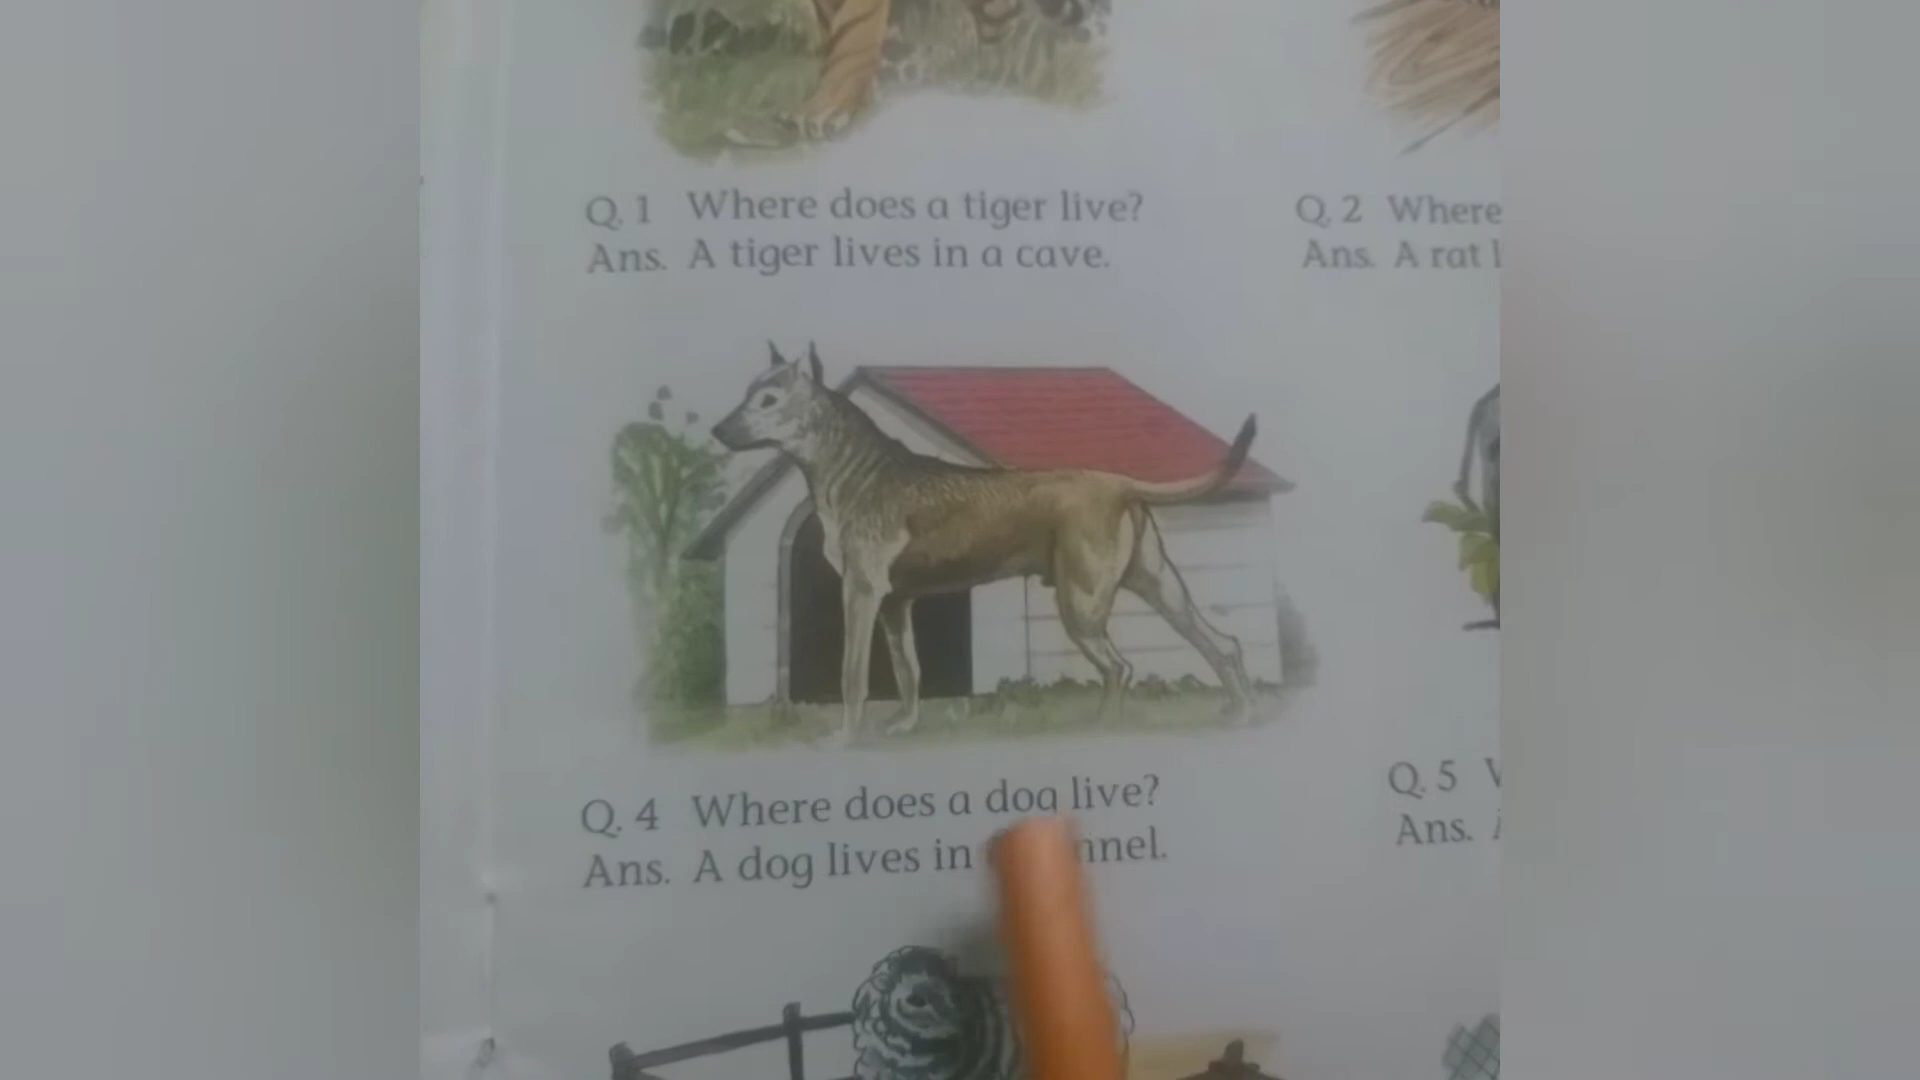 Q. 1 Where does a tiger live?
Ans. A tiger lives in a cave.
Q. 2 Where
Ans. A rat
Q. 4 Where does a dog live?
Ans. A dog lives in
Q. 5
Ans.